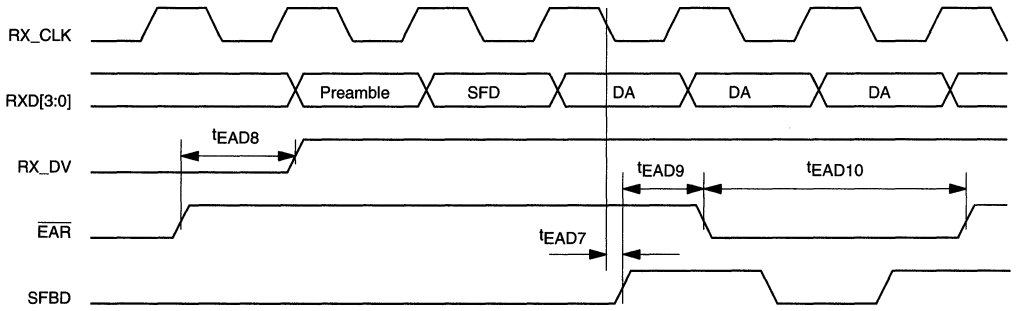 RX_CLK
RXD[3:0] Preamble SFD DA DA DA
RX_DV tEAD8
tEAD9 tEAD10
EAR
tEAD7
SFBD